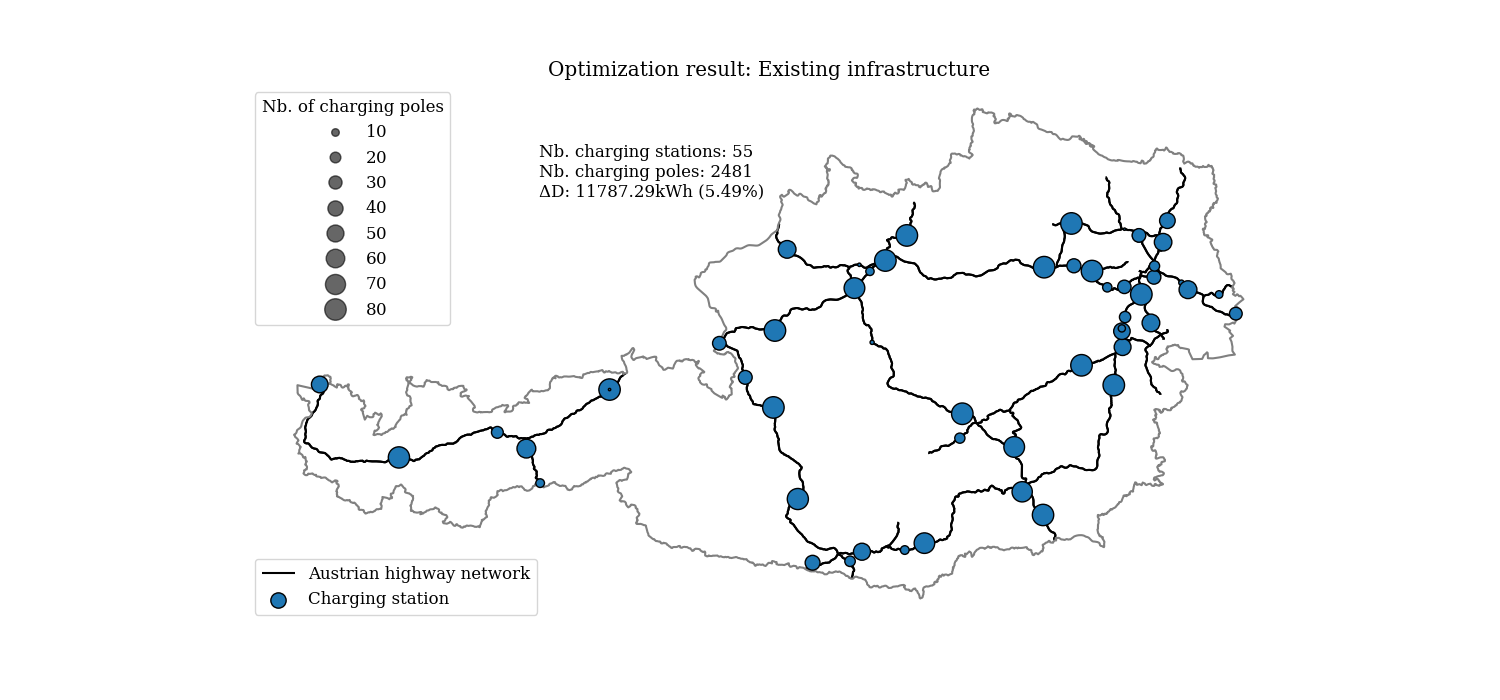 Optimization result: Existing infrastructure
Nb. of charging poles
10
20
30
40
50
60
70
80
Nb. charging stations: 55
Nb. charging poles: 2481
ΔD: 11787.29kWh (5.49%)
Austrian highway network
Charging station